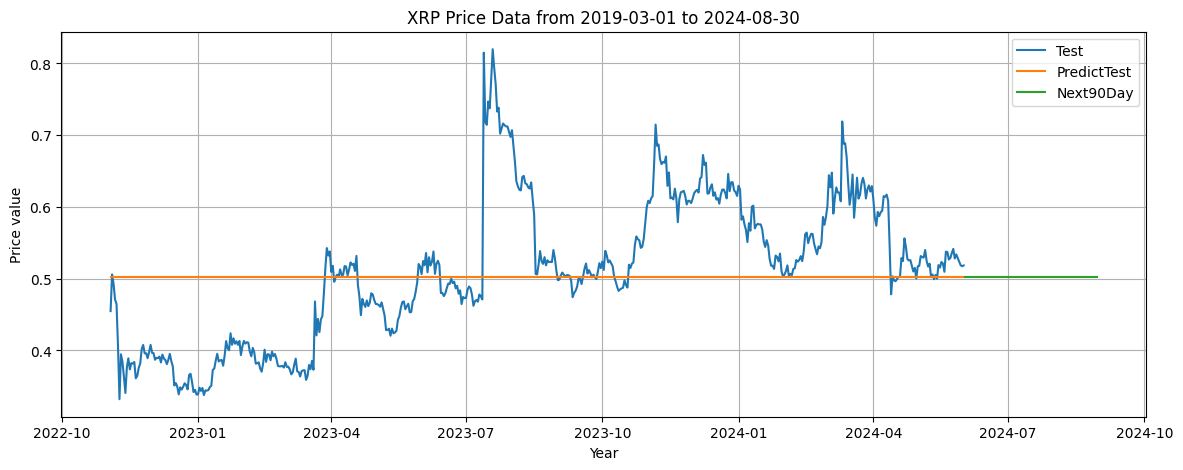 XRP Price Data from 2019-03-01 to 2024-08-30
Test
PredictTest
Next90Day
Price value
0.8
0.7
0.6
0.5
0.4
2022-10
2023-01
2023-04
2023-07
2023-10
2024-01
2024-04
2024-07
2024-10
Year